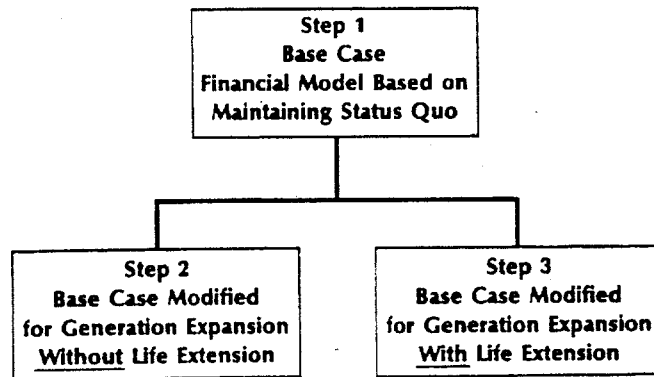 Step 1
Base Case
Financial Model Based on
Maintaining Status Quo
Step 2
Base Case Modified
for Generation Expansion
Without Life Extension
Step 3
Base Case Modified
for Generation Expansion
With Life Extension